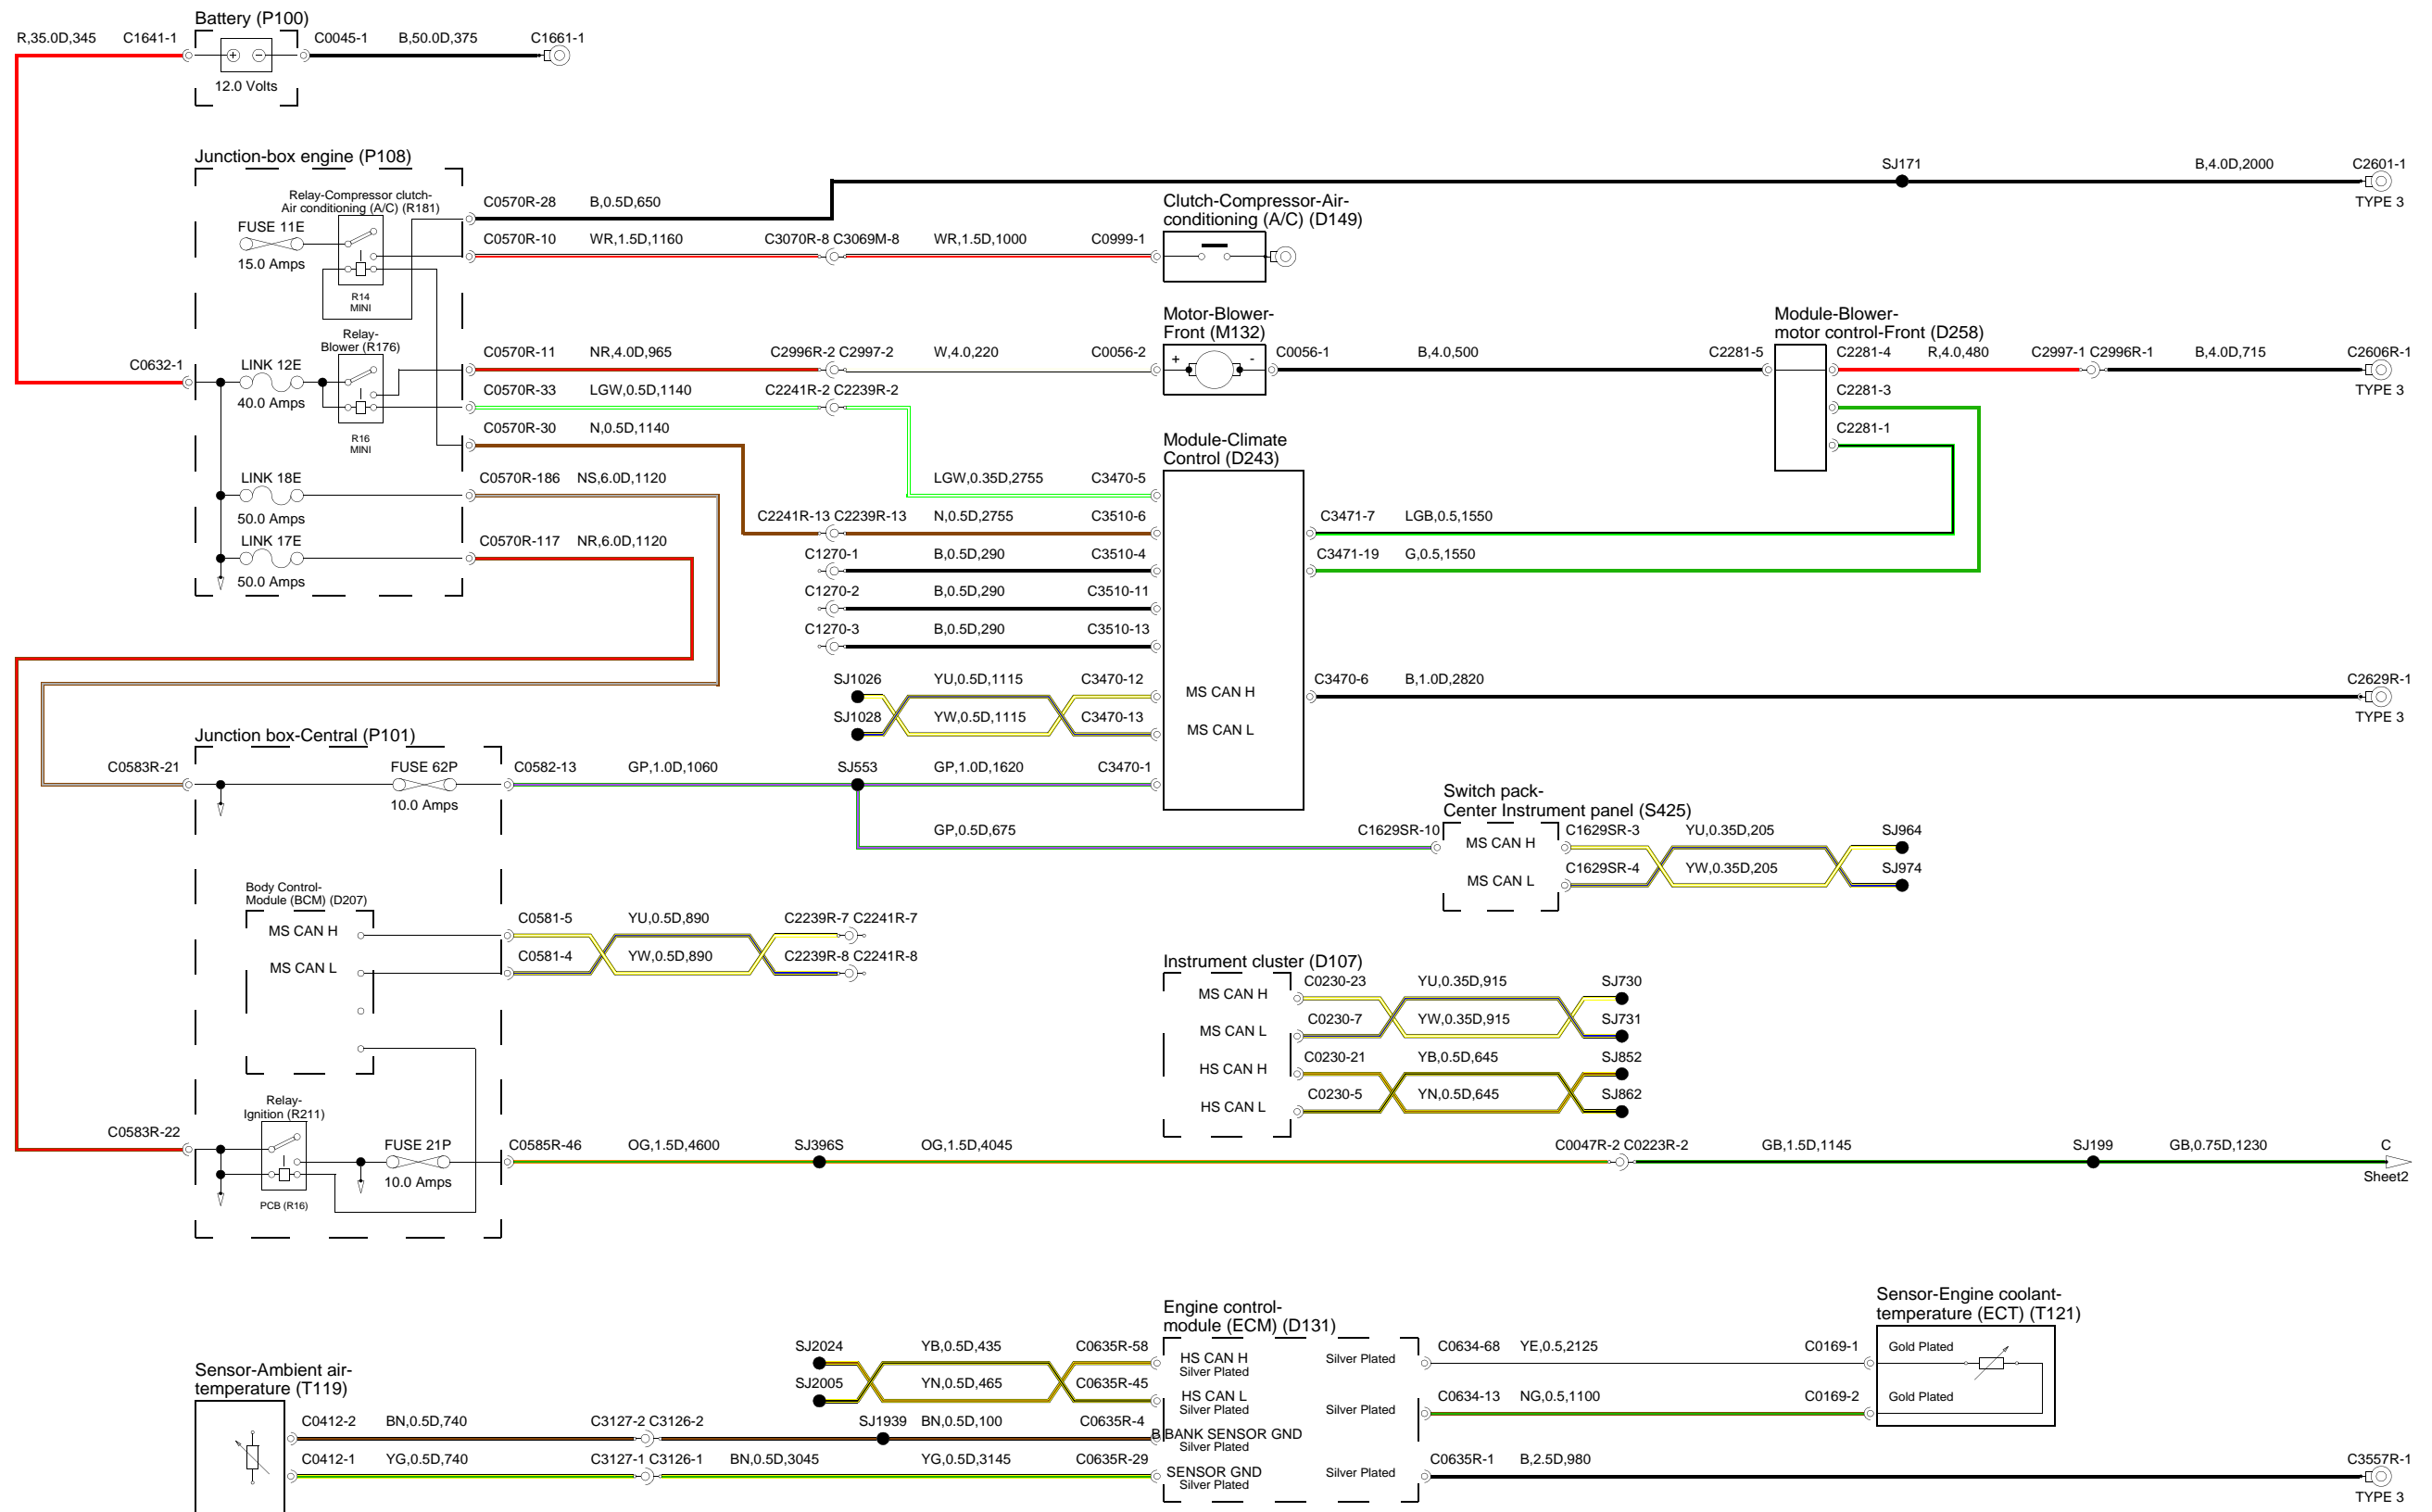 Battery (P100)
R,35.0D,345 C1641-1 C0045-1 B,50.0D,375 C1661-1
12.0 Volts
Junction-box engine (P108)
SJ171 B,4.0D,2000 C2601-1
TYPE 3
Relay-Compressor clutch-
Air conditioning (A/C) (R181)
C0570R-28 B,0.5D,650
Clutch-Compressor-Air-
conditioning (A/C) (D149)
FUSE 11E
15.0 Amps
C0570R-10 WR,1.5D,1160 C3070R-8 C3069M-8 WR,1.5D,1000 C0999-1
R14
MINI
Relay-
Blower (R176)
Motor-Blower-
Front (M132)
Module-Blower-
motor control-Front (D258)
C0632-1 LINK 12E
40.0 Amps
C0570R-11 NR,4.0D,965 C2996R-2 C2997-2 W,4.0,220 C0056-2
+ -
C0056-1 B,4.0,500 C2281-5 C2281-4 R,4.0,480 C2997-1 C2996R-1 B,4.0D,715 C2606R-1
TYPE 3
C0570R-33 LGW,0.5D,1140 C2241R-2 C2239R-2
C2281-3
C0570R-30 N,0.5D,1140
C2281-1
R16
MINI
Module-Climate
Control (D243)
LINK 18E
50.0 Amps
C0570R-186 NS,6.0D,1120
LGW,0.35D,2755 C3470-5
C2241R-13 C2239R-13 N,0.5D,2755 C3510-6
C3471-7 LGB,0.5,1550
LINK 17E
50.0 Amps
C0570R-117 NR,6.0D,1120
C1270-1 B,0.5D,290 C3510-4
C3471-19 G,0.5,1550
C1270-2 B,0.5D,290 C3510-11
C1270-3 B,0.5D,290 C3510-13
SJ1026 YU,0.5D,1115 C3470-12
MS CAN H
C3470-6 B,1.0D,2820 C2629R-1
TYPE 3
SJ1028 YW,0.5D,1115 C3470-13
MS CAN L
Junction box-Central (P101)
C0583R-21 FUSE 62P
10.0 Amps
C0582-13 GP,1.0D,1060 SJ553 GP,1.0D,1620 C3470-1
Switch pack-
Center Instrument panel (S425)
GP,0.5D,675 C1629SR-10
MS CAN H
C1629SR-3 YU,0.35D,205 SJ964
MS CAN L
C1629SR-4 YW,0.35D,205 SJ974
Body Control-
Module (BCM) (D207)
MS CAN H
C0581-5 YU,0.5D,890 C2239R-7 C2241R-7
MS CAN L
C0581-4 YW,0.5D,890 C2239R-8 C2241R-8
Instrument cluster (D107)
MS CAN H
C0230-23 YU,0.35D,915 SJ730
MS CAN L
C0230-7 YW,0.35D,915 SJ731
HS CAN H
C0230-21 YB,0.5D,645 SJ852
HS CAN L
C0230-5 YN,0.5D,645 SJ862
Relay-
Ignition (R211)
C0583R-22 FUSE 21P
10.0 Amps
PCB (R16)
C0585R-46 OG,1.5D,4600 SJ396S OG,1.5D,4045 C0047R-2 C0223R-2 GB,1.5D,1145 SJ199 GB,0.75D,1230 C
Sheet2
Engine control-
module (ECM) (D131)
Sensor-Engine coolant-
temperature (ECT) (T121)
SJ2024 YB,0.5D,435 C0635R-58
HS CAN H
Silver Plated
Silver Plated
C0634-68 YE,0.5,2125 C0169-1 Gold Plated
SJ2005 YN,0.5D,465 C0635R-45
HS CAN L
Silver Plated
Silver Plated
C0634-13 NG,0.5,1100 C0169-2 Gold Plated
Sensor-Ambient air-
temperature (T119)
C0412-2 BN,0.5D,740 C3127-2 C3126-2 SJ1939 BN,0.5D,100 C0635R-4
B BANK SENSOR GND
Silver Plated
C0412-1 YG,0.5D,740 C3127-1 C3126-1 BN,0.5D,3045 YG,0.5D,3145 C0635R-29
SENSOR GND
Silver Plated
Silver Plated
C0635R-1 B,2.5D,980 C3557R-1
TYPE 3